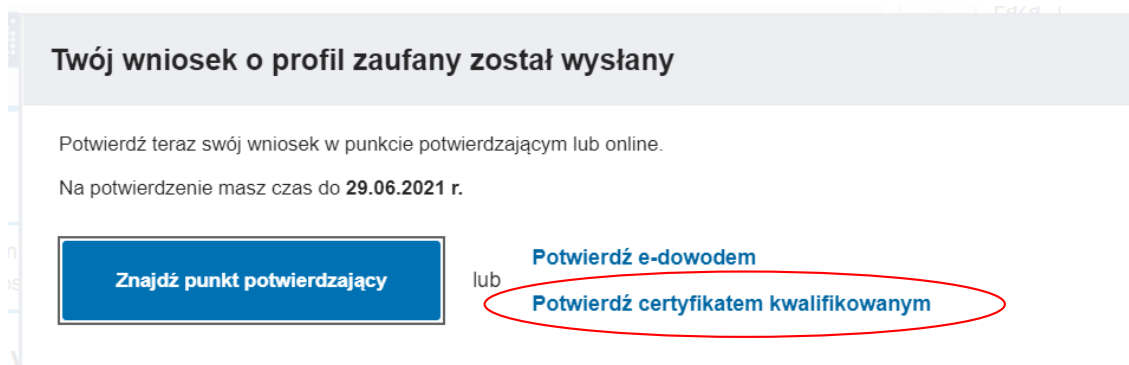 Twój wniosek o profil zaufany został wysłany
Potwierdź teraz swój wniosek w punkcie potwierdzającym lub online.
Na potwierdzenie masz czas do 29.06.2021 r.
Znajdź punkt potwierdzający
lub
Potwierdź e-dowodem
Potwierdź certyfikatem kwalifikowanym